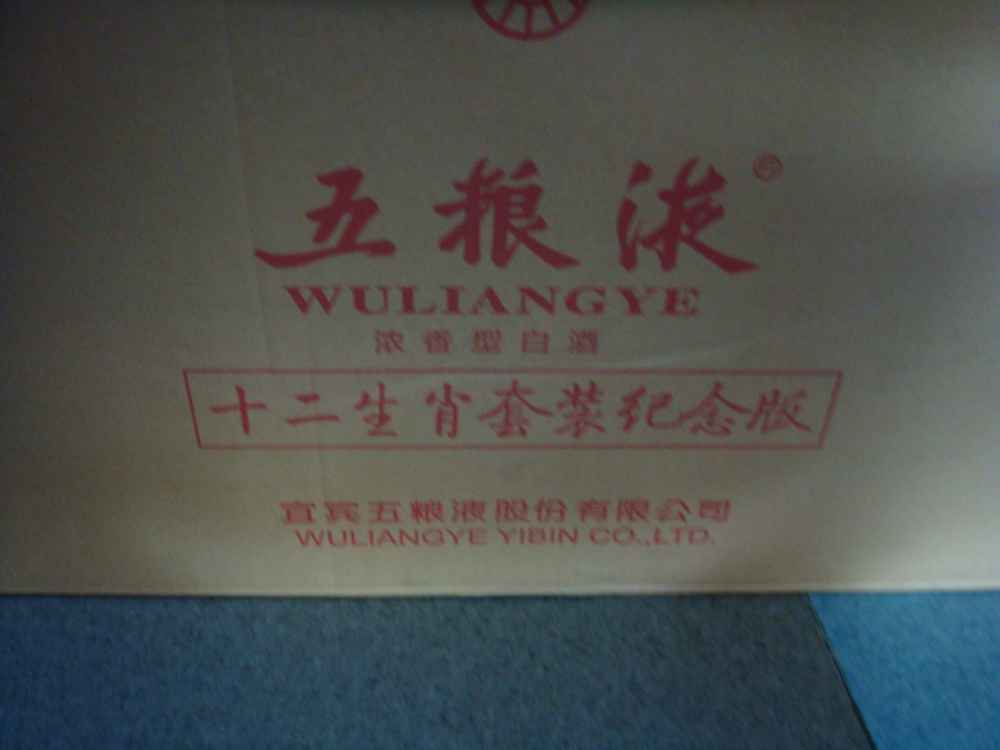 五粮液®
WULIANGYE
浓香型白酒
十二生肖套装纪念版
宜宾五粮液股份有限公司
WULIANGYE YIBIN CO.,LTD.